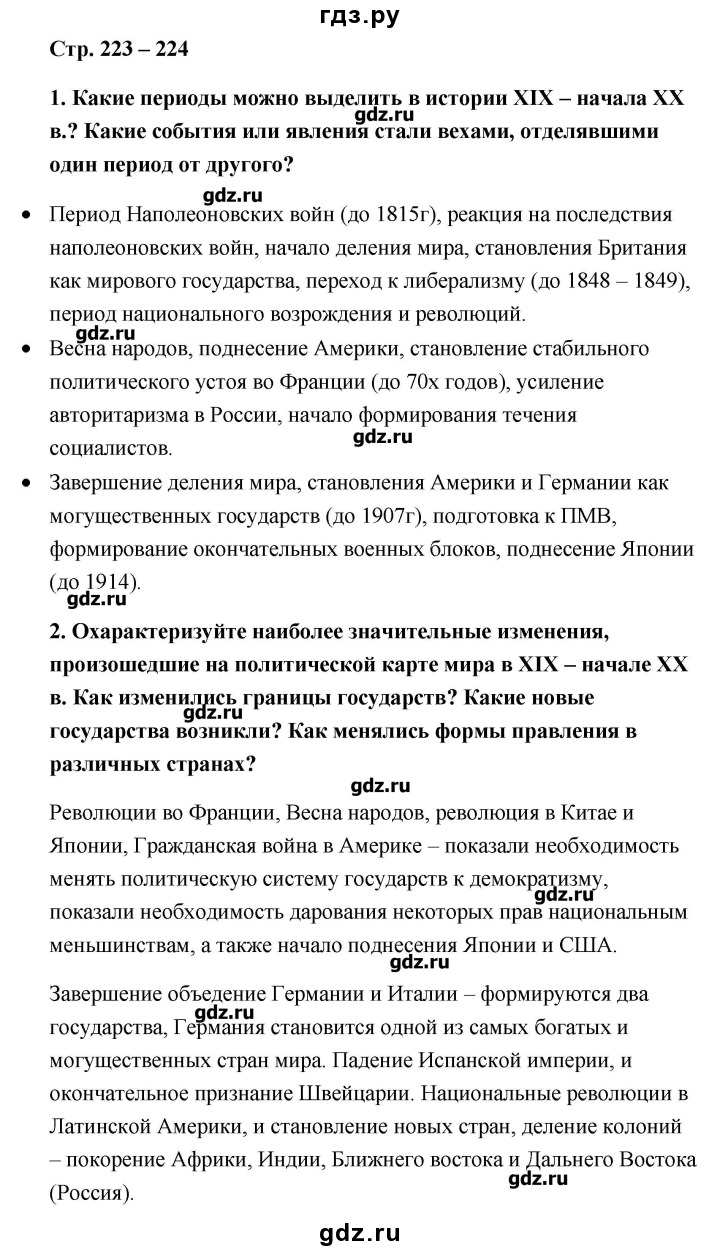 гдз.ру
Стр. 223 – 224
1. Какие периоды можно выделить в истории XIX – начала XX
в.? Какие события или явления стали вехами, отделявшими
gdz.ru
один период от другого?
gdz.ru
• Период Наполеоновских войн (до 1815г), реакция на последствия
наполеоновских войн, начало деления мира, становления Британия
как мирового государства, переход к либерализму (до 1848 – 1849),
период национального возрождения и революций.
gdz.ru
• Весна народов, поднесение Америки, становление стабильного
политического устоя во Франции (до 70х годов), усиление
авторитаризма в России, начало формирования течения
gdz.ru
социалистов.
• Завершение деления мира, становления Америки и Германии как
могущественных государств (до 1907г), подготовка к ПМВ,
формирование окончательных военных блоков, поднесение Японии
(до 1914).
gdz.ru
2. Охарактеризуйте наиболее значительные изменения,
произошедшие на политической карте мира в XIX – начале XX
в. Как изменились границы государств? Какие новые
gdz.ru
государства возникли? Как менялись формы правления в
различных странах?
gdz.ru
Революции во Франции, Весна народов, революция в Китае и
Японии, Гражданская война в Америке – показали необходимость
менять политическую систему государств к демократизму,
gdz.ru
показали необходимость дарования некоторых прав национальным
меньшинствам, а также начало поднесения Японии и США.
gdz.ru
Завершение объедение Германии и Италии – формируются два
gdz.ru
государства, Германия становится одной из самых богатых и
могущественных стран мира. Падение Испанской империи, и
окончательное признание Швейцарии. Национальные революции в
Латинской Америки, и становление новых стран, деление колоний
– покорение Африки, Индии, Ближнего востока и Дальнего Востока
gdz.ru
(Россия).
gdz.ru